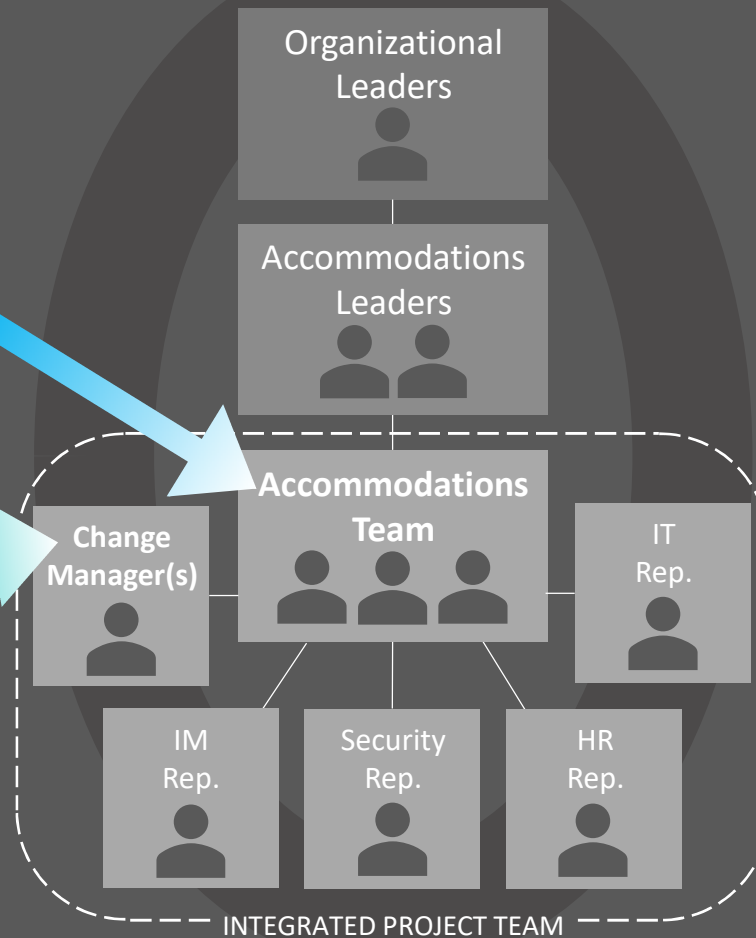 Organizational
Leaders
Accommodations
Leaders
Accommodations
Team
Change
Manager(s)
IT
Rep.
IM
Rep.
Security
Rep.
HR
Rep.
INTEGRATED PROJECT TEAM